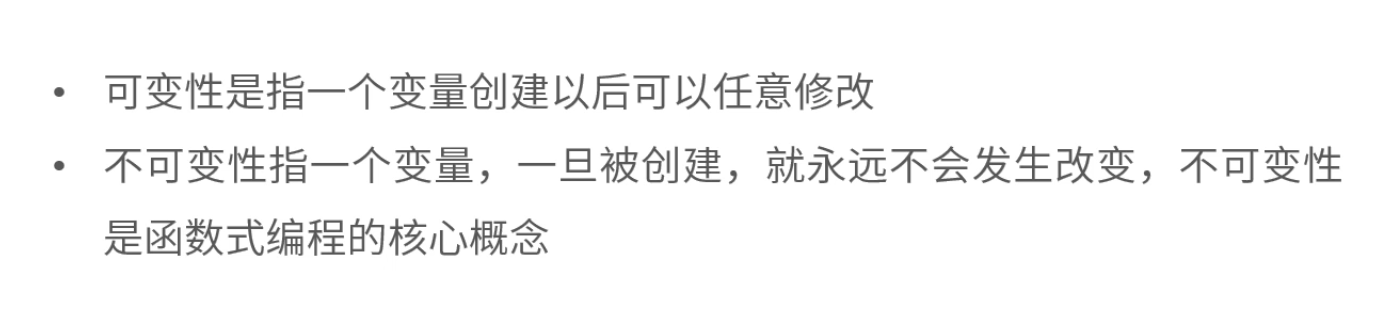 • 可变性是指一个变量创建以后可以任意修改
• 不可变性指一个变量，一旦被创建，就永远不会发生改变，不可变性
是函数式编程的核心概念